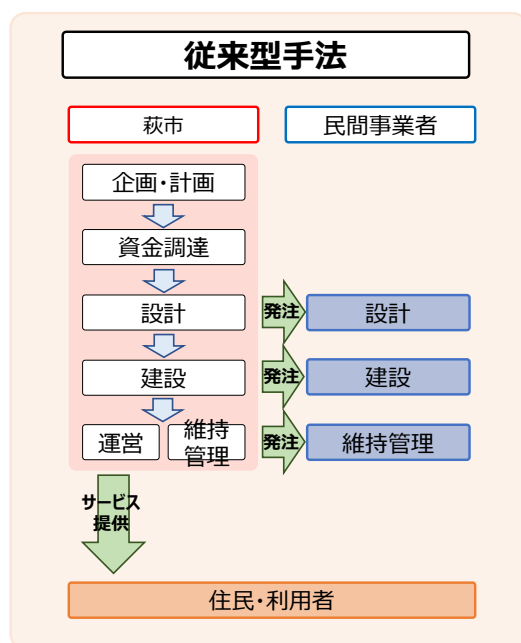 従来型手法
萩市
民間事業者
企画・計画
資金調達
設計
発注
設計
建設
発注
建設
運営
維持
管理
発注
維持管理
サービス
提供
住民・利用者